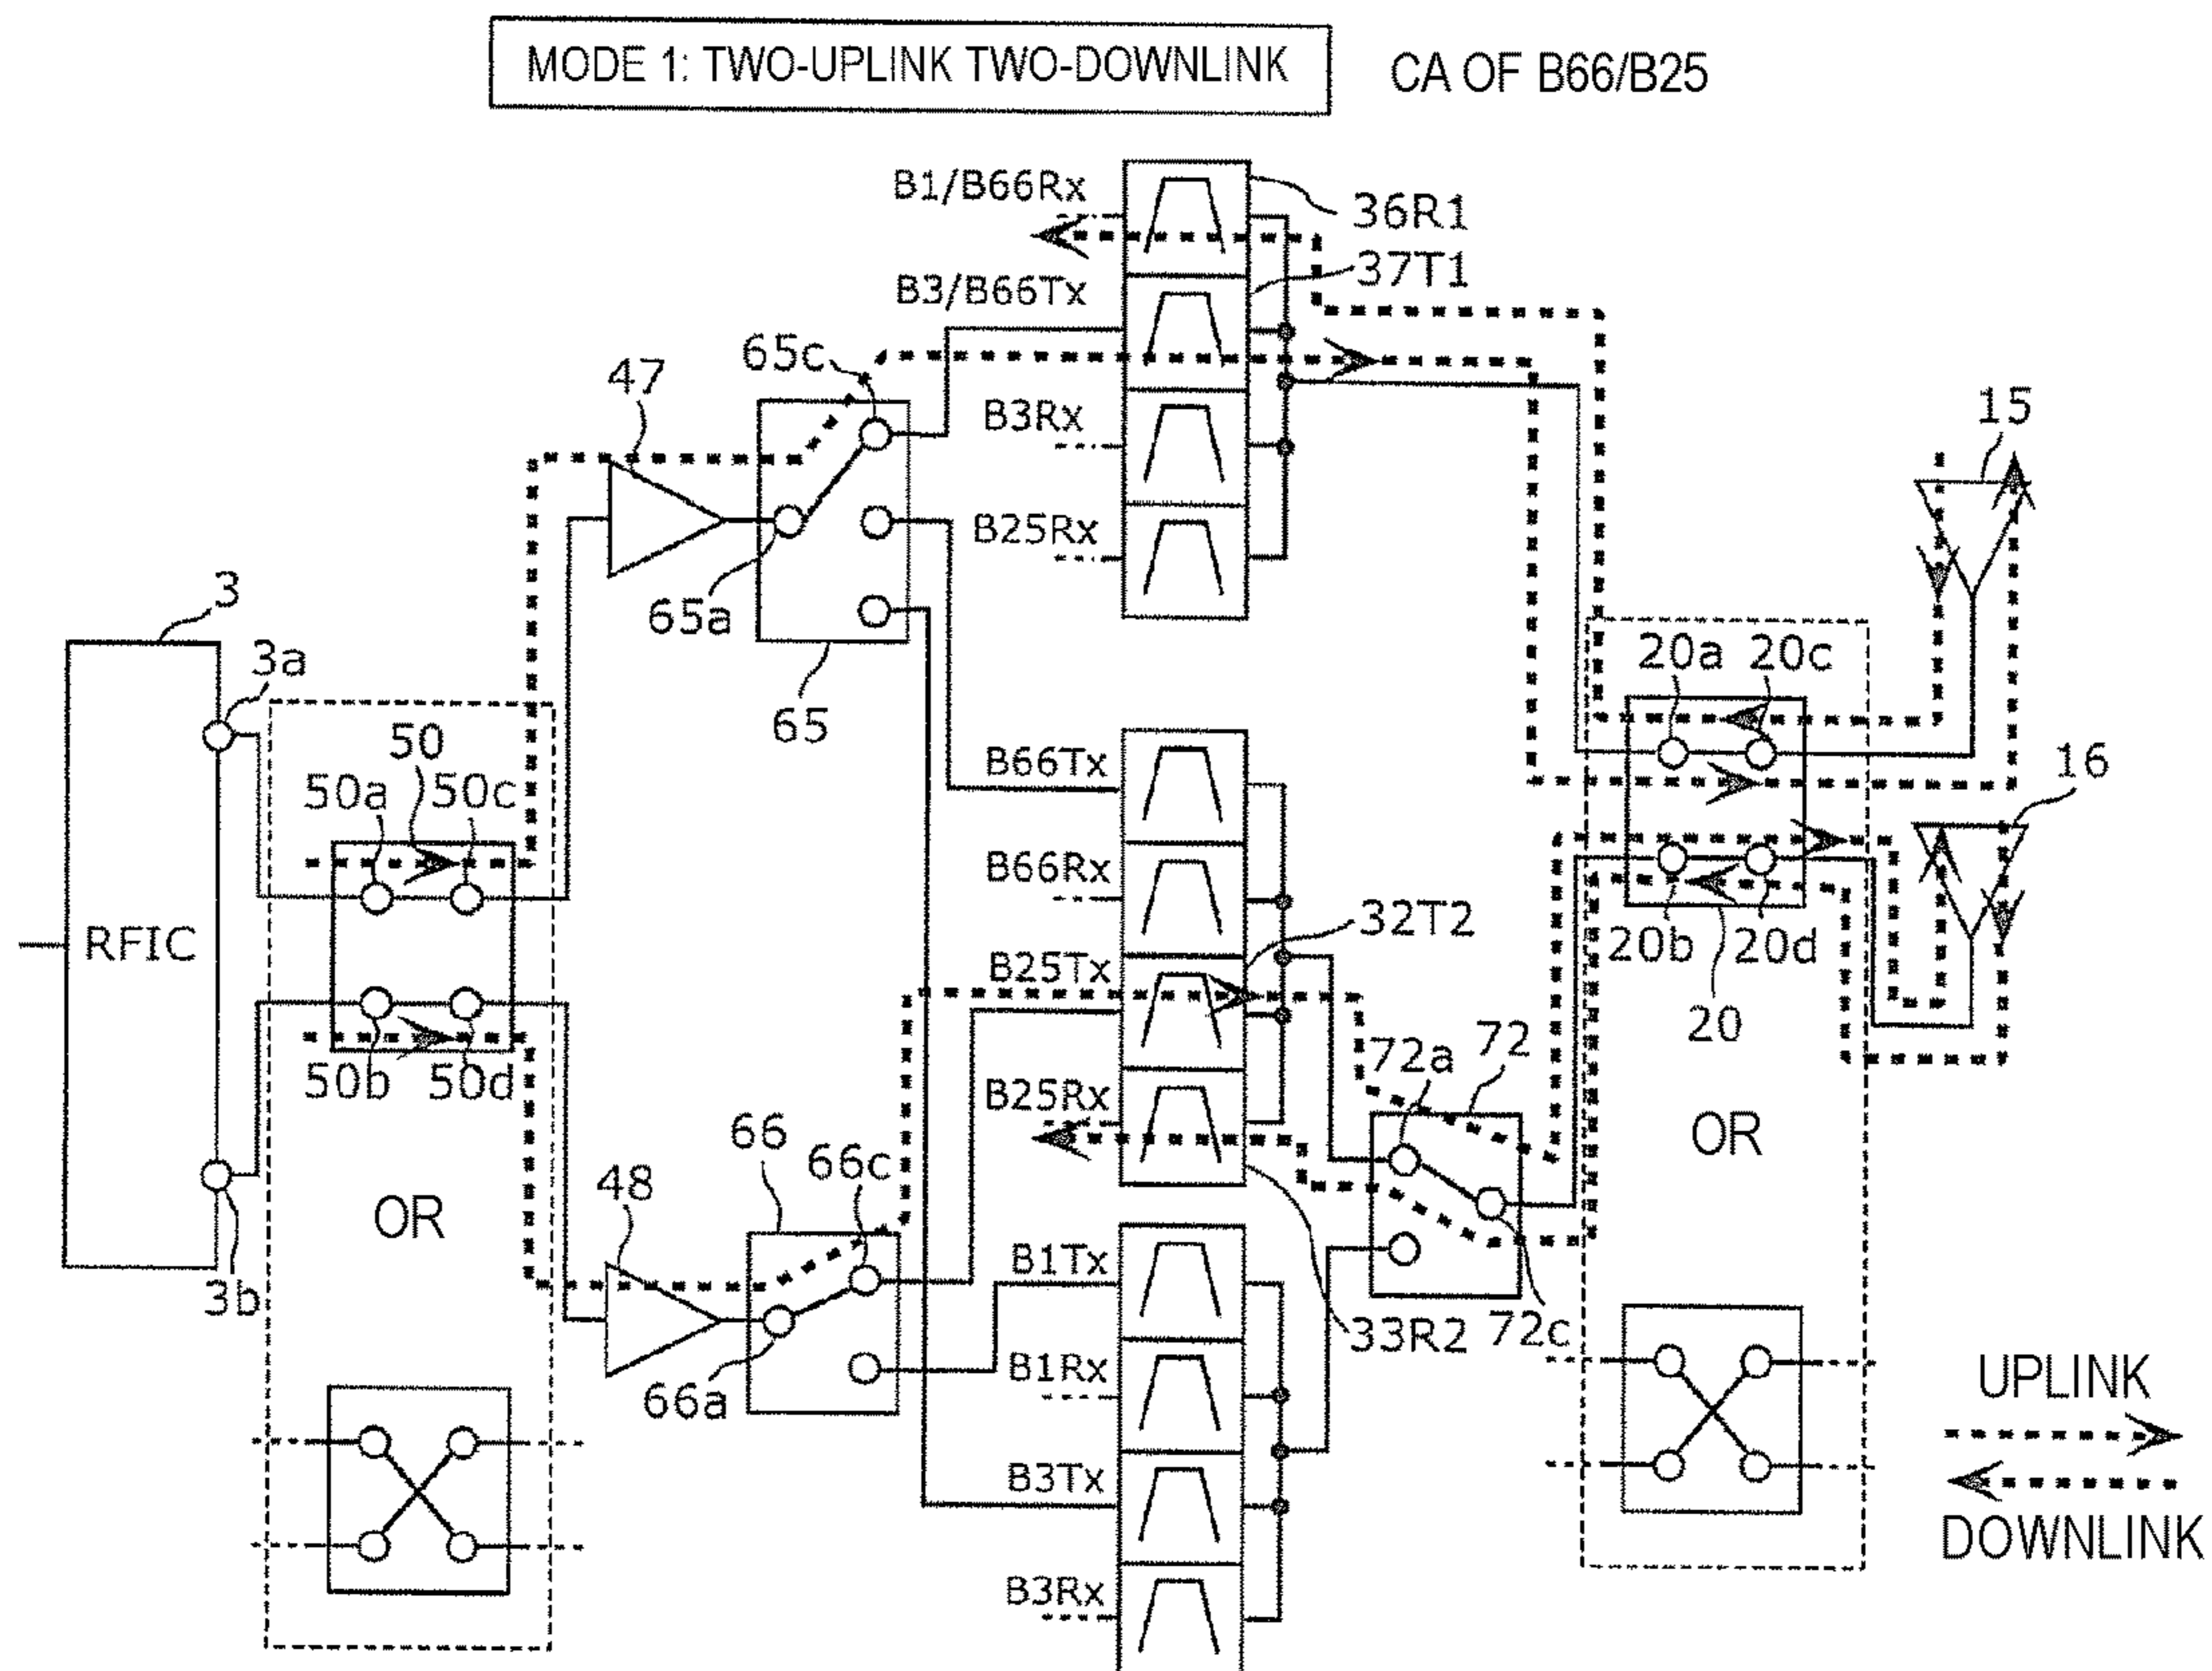 MODE 1: TWO-UPLINK TWO-DOWNLINK CA OF B66/B25
B1/B66Rx
36R1
37T1
B3/B66Tx
65c
47
B3Rx
15
B25Rx
65a
3
3a
20a 20c
65
50
50a 50c
B66Tx
16
B66Rx
32T2
RFIC
20b 20d
B25Tx
20
72
72a
50b 50d
B25Rx
66
66c
OR
48
OR
B1Tx
3b
72c
33R2
B1Rx
66a
UPLINK
B3Tx
DOWNLINK
B3Rx